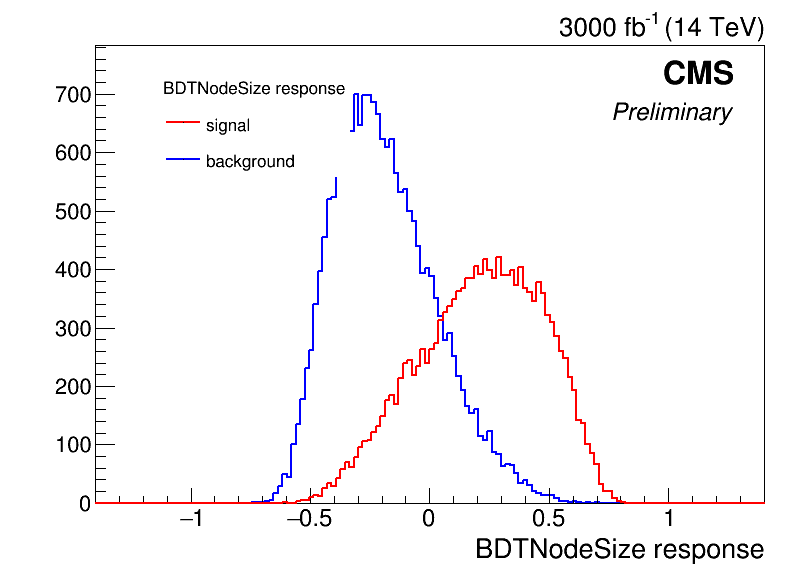 3000 fb⁻¹ (14 TeV)
CMS
Preliminary
BDTNodeSize response
signal
background
700
600
500
400
300
200
100
0
−1 −0.5 0 0.5 1
BDTNodeSize response